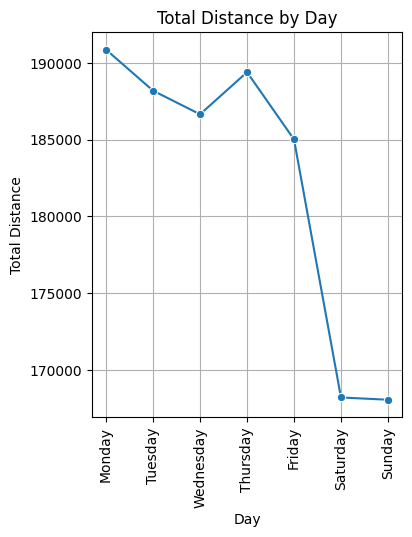 Total Distance by Day
Total Distance
190000
185000
180000
175000
170000
Monday
Tuesday
Wednesday
Thursday
Friday
Saturday
Sunday
Day